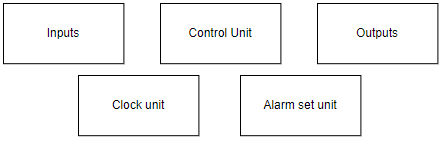 Inputs
Control Unit
Outputs
Clock unit
Alarm set unit